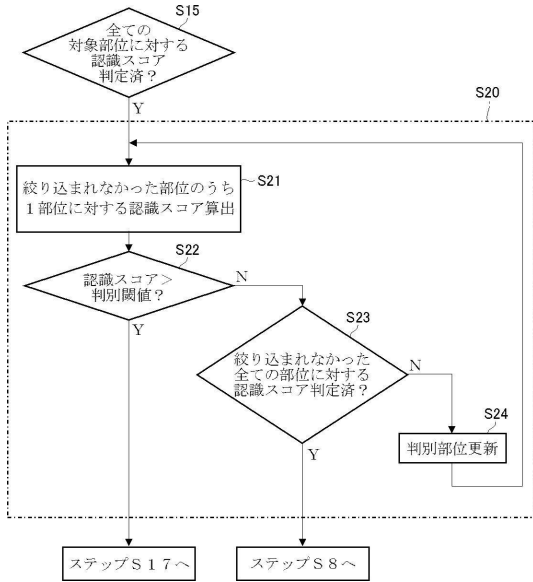 S15
全ての
対象部位に対する
認識スコア
判定済？
Y
S20
S21
絞り込まれなかった部位のうち
１部位に対する認識スコア算出
S22
認識スコア＞
判別閾値？
N
Y
S23
絞り込まれなかった
全ての部位に対する
認識スコア判定済？
N
Y
S24
判別部位更新
ステップＳ１７へ
ステップＳ８へ